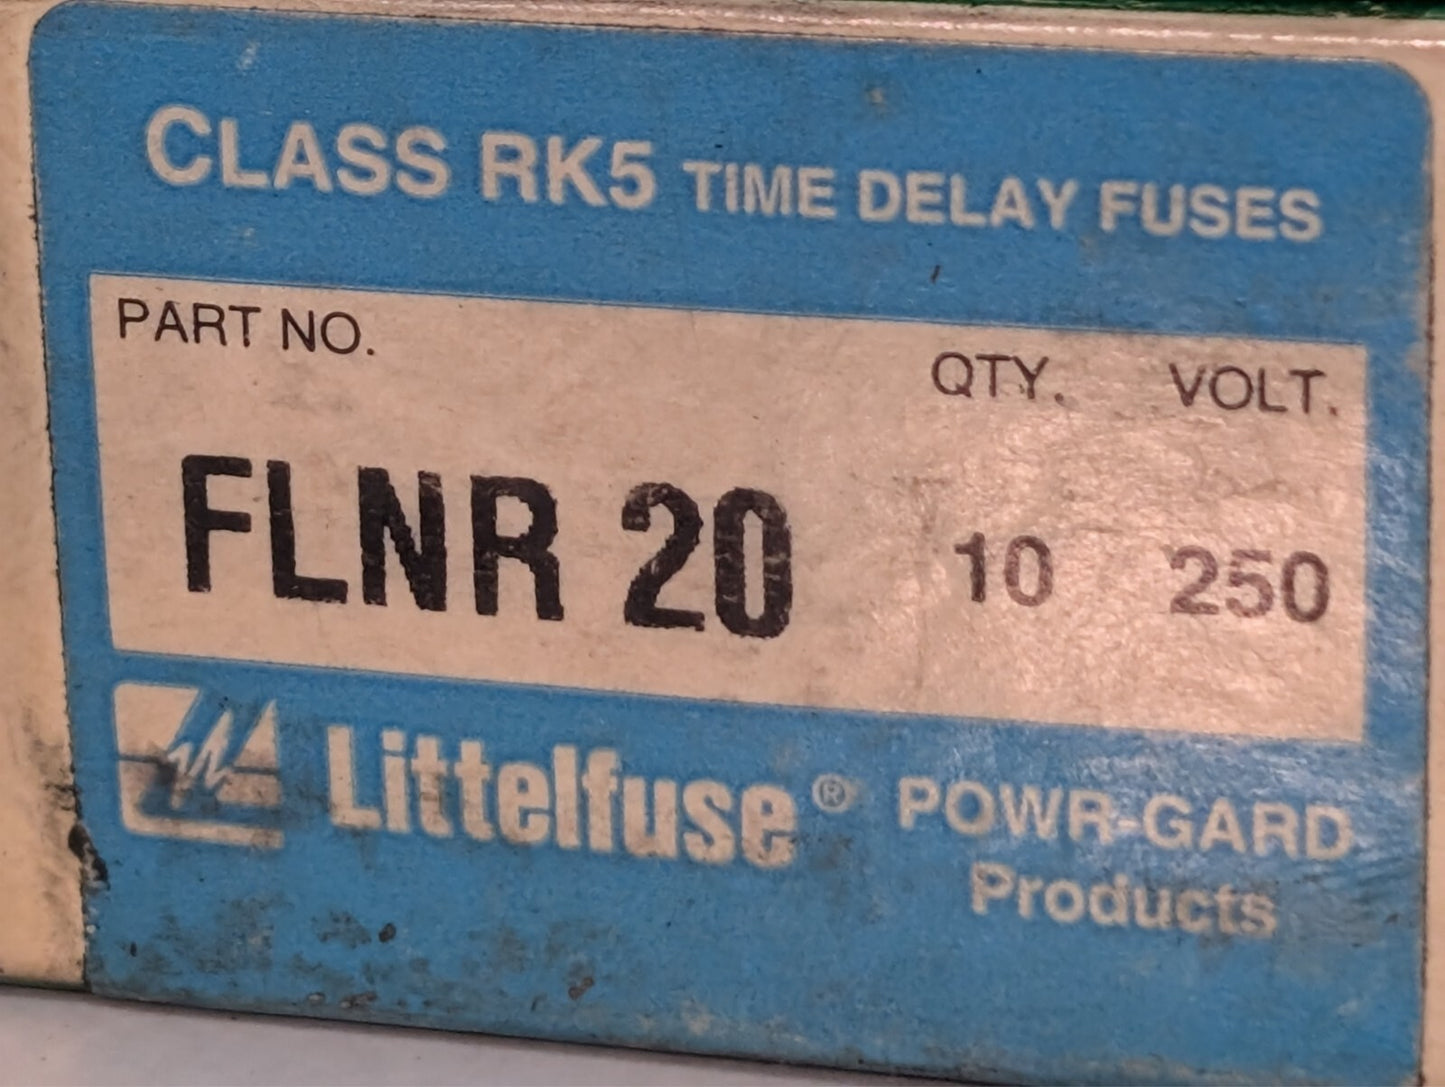 CLASS RK5 TIME DELAY FUSES
PART NO. QTY. VOLT.
FLNR 20 10 250
Littelfuse® POWR-GARD
Products